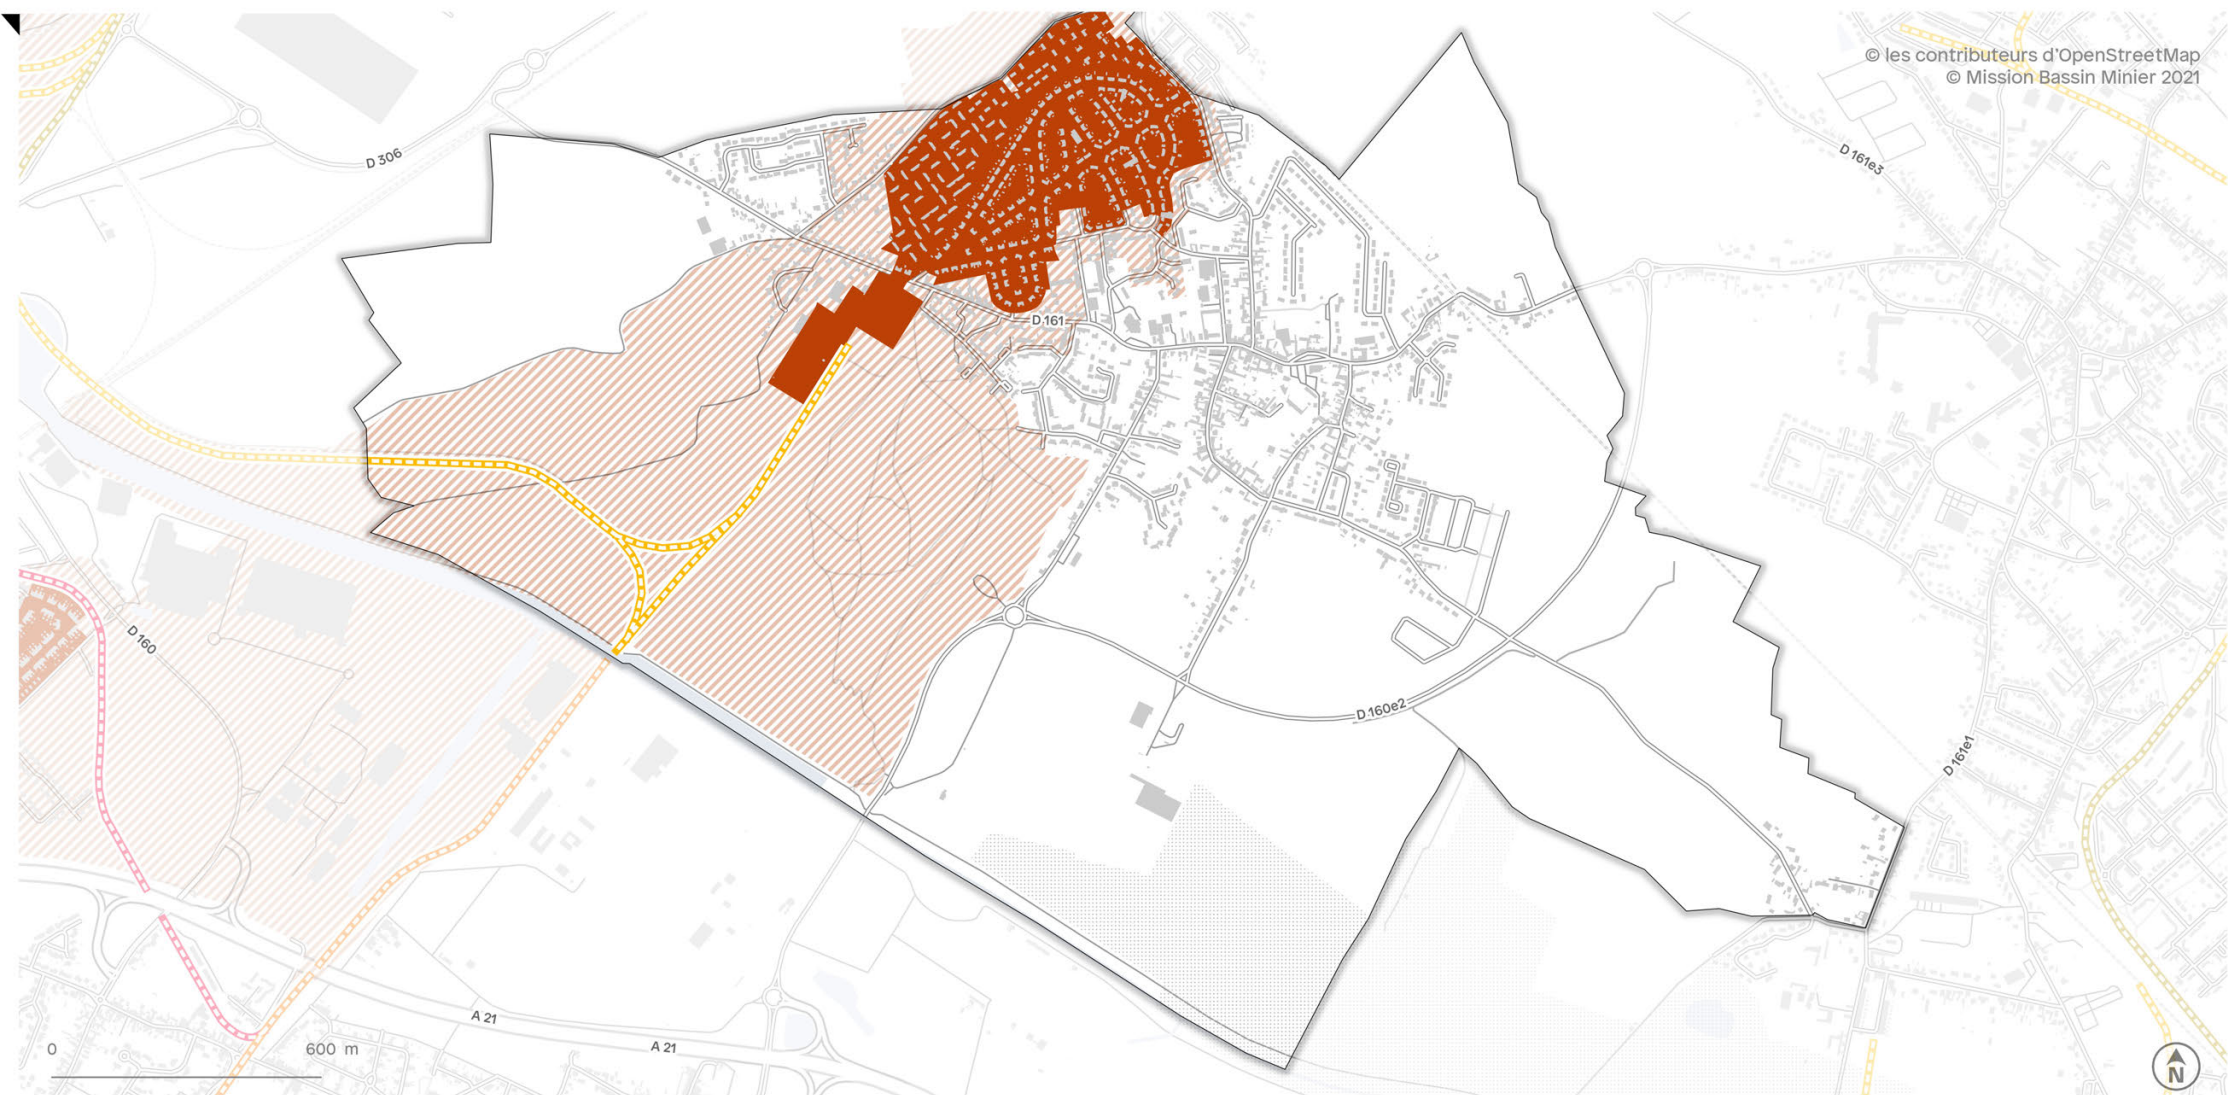 © les contributeurs d'OpenStreetMap
© Mission Bassin Minier 2021
D 306
D 161e3
D 161
D 160
D 160e2
D 161e1
A 21
A 21
0 600 m
N